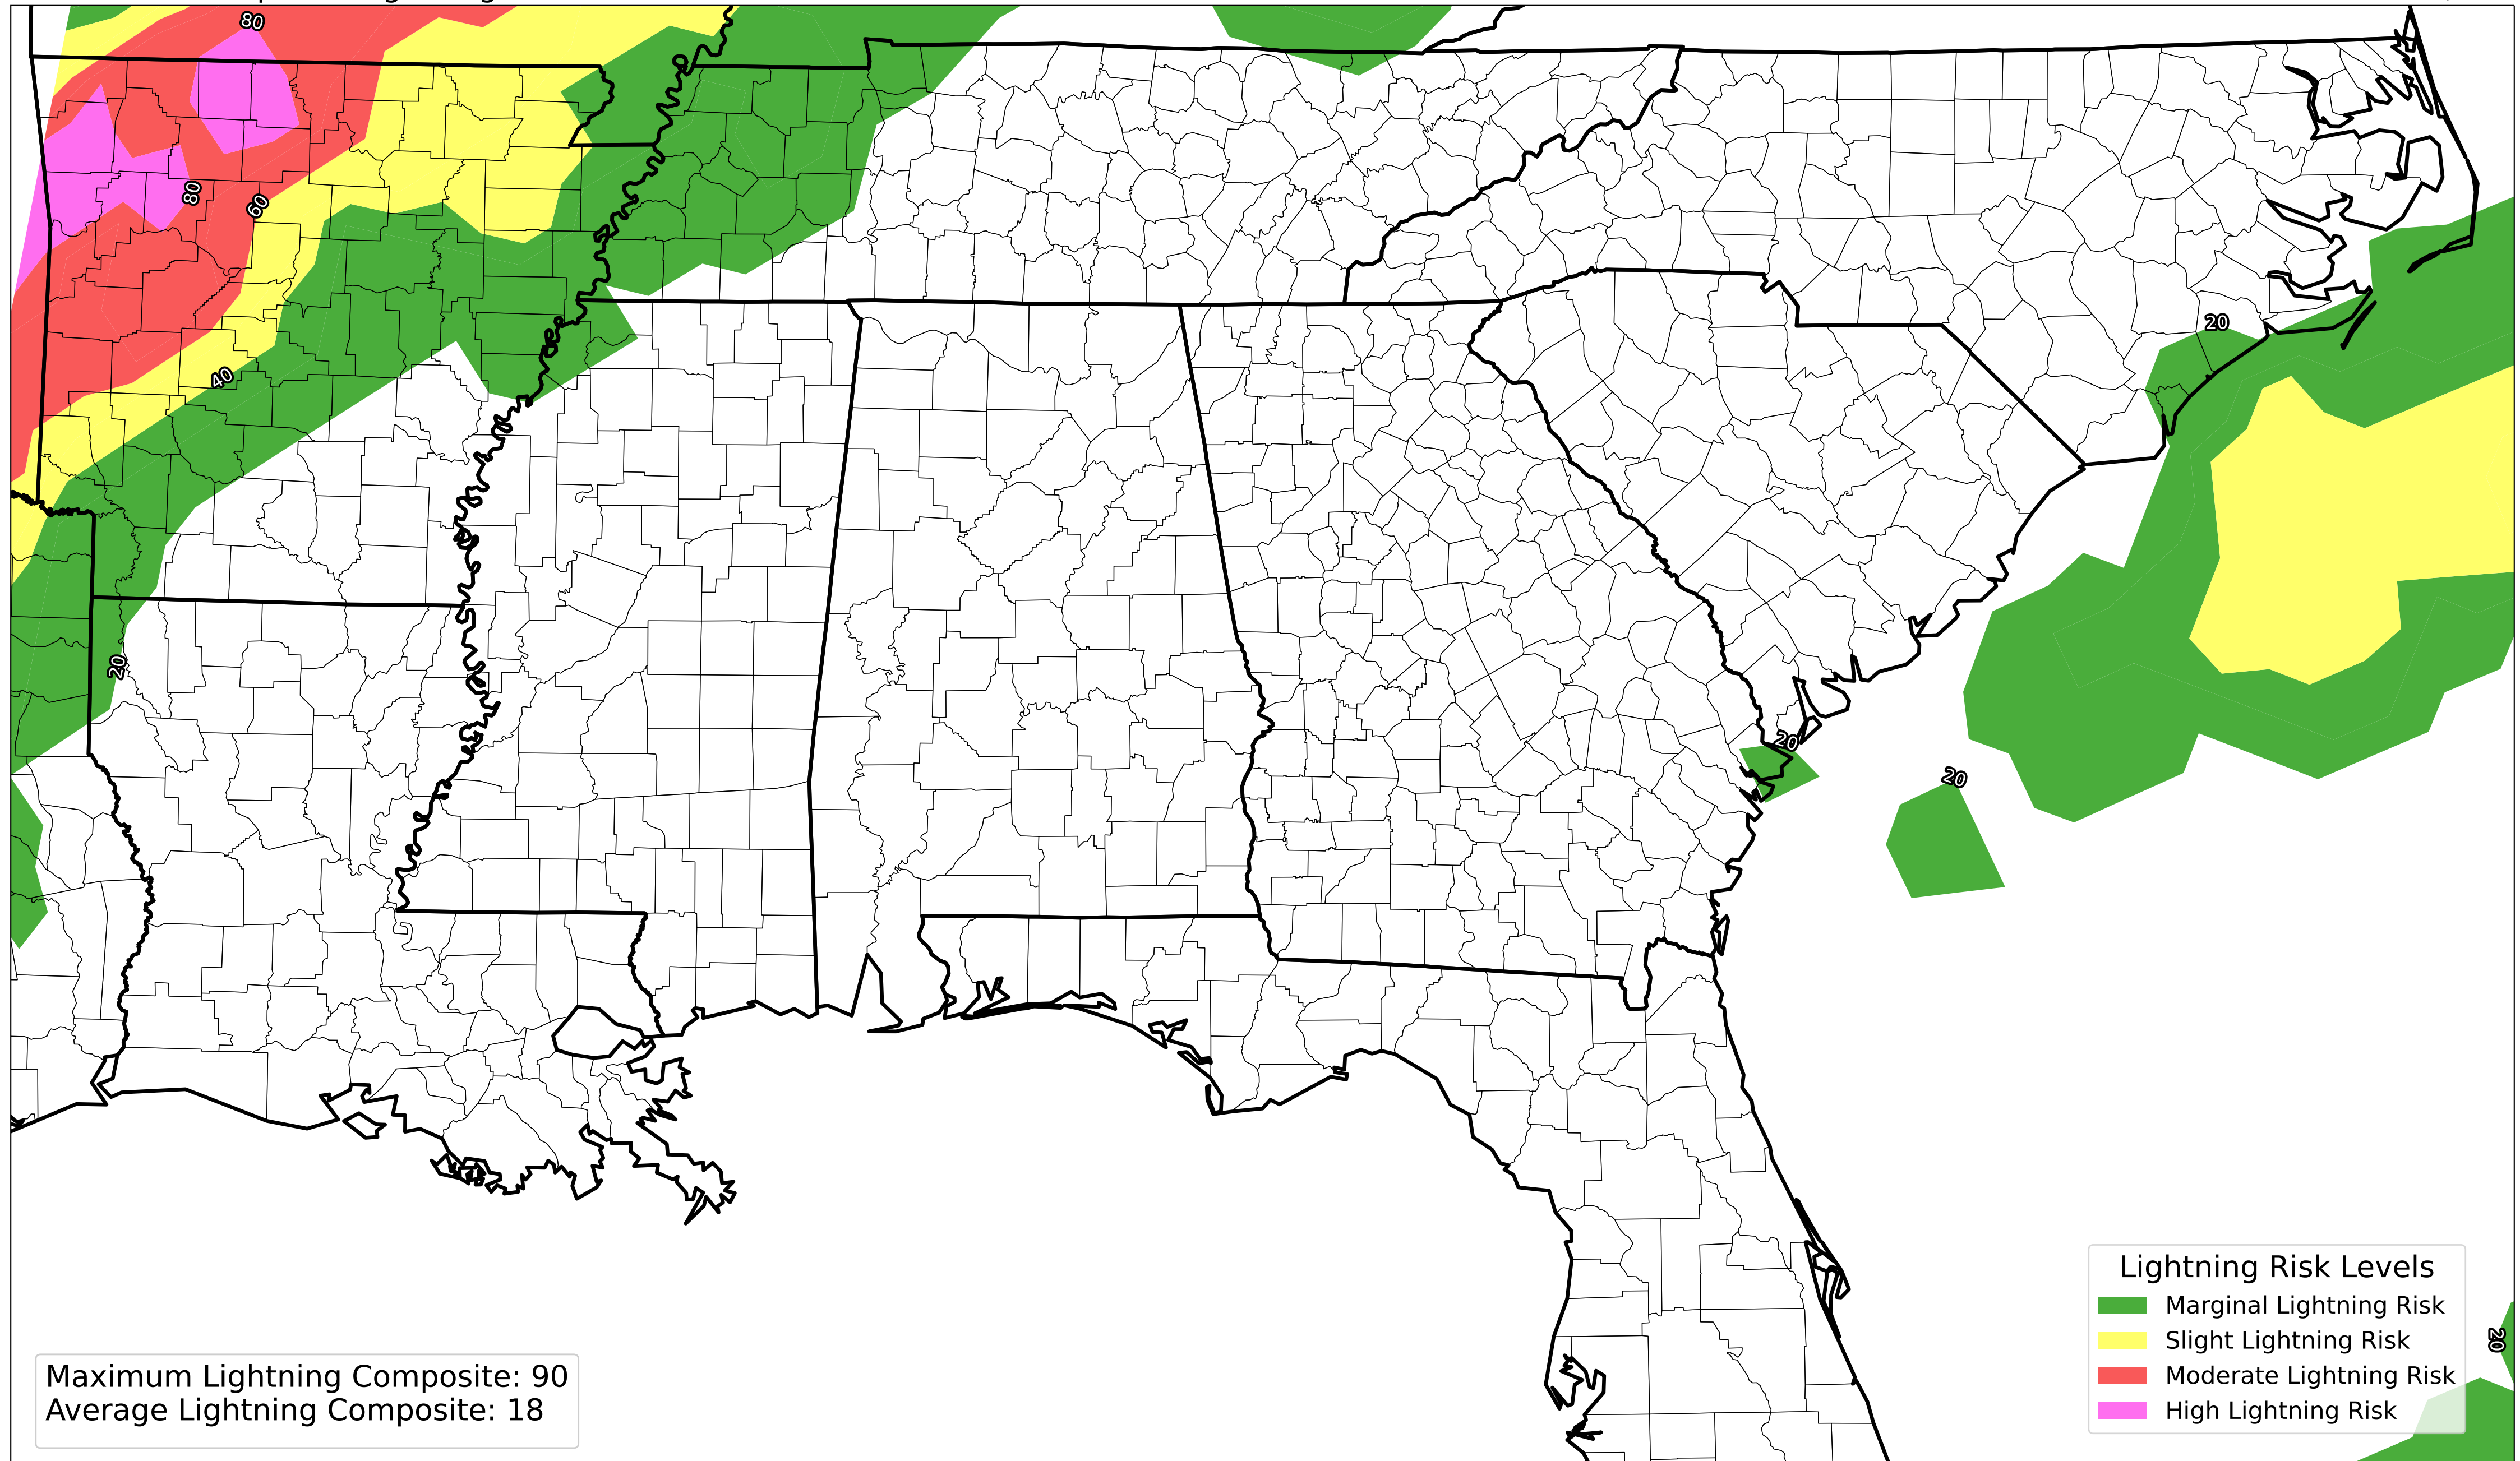 80
80
60
20
40
20
20
20
20
Lightning Risk Levels
Marginal Lightning Risk
Slight Lightning Risk
Moderate Lightning Risk
High Lightning Risk
Maximum Lightning Composite: 90
Average Lightning Composite: 18